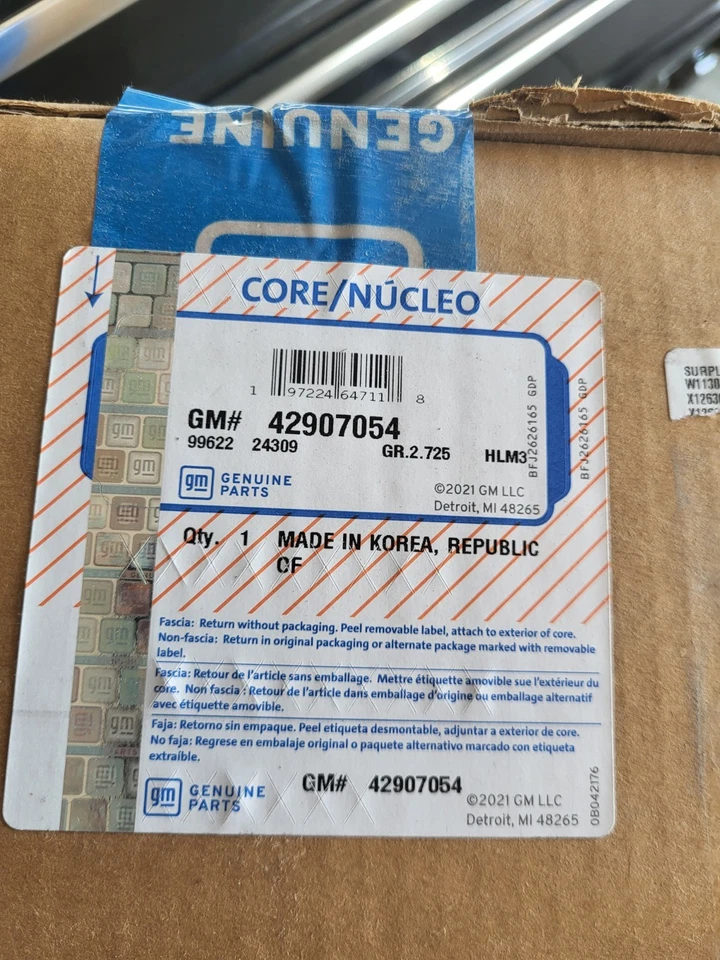 GENUINE
CORE/NÚCLEO
1 97224 64711 8
GM# 42907054
99622 24309 GR.2.725 HLM3
gm GENUINE
PARTS
©2021 GM LLC
Detroit, MI 48265
BFJ2626165 GDP
BFJ2626165 GDP
Qty. 1 MADE IN KOREA, REPUBLIC
OF
Fascia: Return without packaging. Peel removable label, attach to exterior of core.
Non-fascia: Return in original packaging or alternate package marked with removable
label.
Fascia: Retour de l'article sans emballage. Mettre étiquette amovible sue l'extérieur du
core. Non fascia : Retour de l'article dans emballage d'origine ou emballage alternatif
avec étiquette amovible.
Faja: Retorno sin empaque. Peel etiqueta desmontable, adjuntar a exterior de core.
No faja: Regrese en embalaje original o paquete alternativo marcado con etiqueta
extraíble.
gm GENUINE
PARTS
GM# 42907054
©2021 GM LLC
Detroit, MI 48265
0B042176
SURPL
W1130
X1263